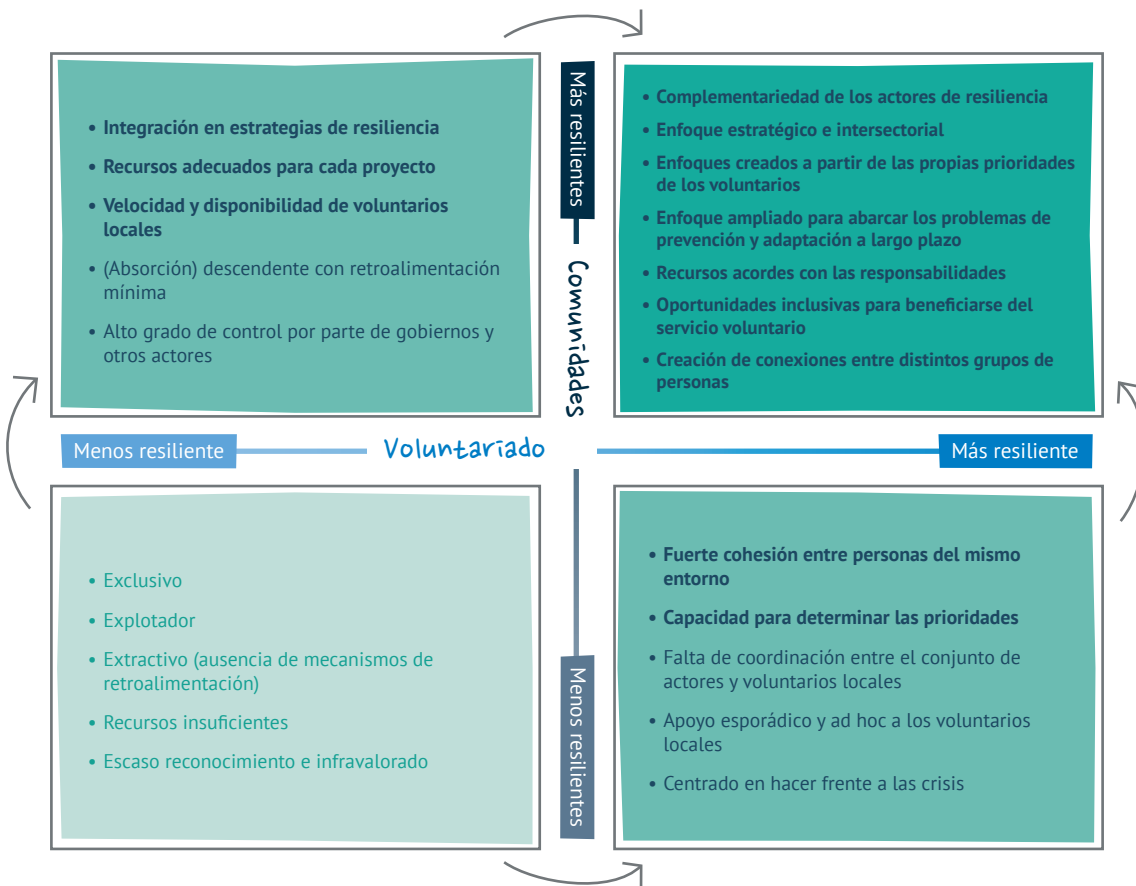 • Integración en estrategias de resiliencia
• Recursos adecuados para cada proyecto
• Velocidad y disponibilidad de voluntarios
locales
• (Absorción) descendente con retroalimentación
mínima
• Alto grado de control por parte de gobiernos y
otros actores
Más resilientes
Comunidades
• Complementariedad de los actores de resiliencia
• Enfoque estratégico e intersectorial
• Enfoques creados a partir de las propias prioridades
de los voluntarios
• Enfoque ampliado para abarcar los problemas de
prevención y adaptación a largo plazo
• Recursos acordes con las responsabilidades
• Oportunidades inclusivas para beneficiarse del
servicio voluntario
• Creación de conexiones entre distintos grupos de
personas
Menos resiliente
Voluntariado
Más resiliente
• Exclusivo
• Explotador
• Extractivo (ausencia de mecanismos de
retroalimentación)
• Recursos insuficientes
• Escaso reconocimiento e infravalorado
Menos resilientes
• Fuerte cohesión entre personas del mismo
entorno
• Capacidad para determinar las prioridades
• Falta de coordinación entre el conjunto de
actores y voluntarios locales
• Apoyo esporádico y ad hoc a los voluntarios
locales
• Centrado en hacer frente a las crisis